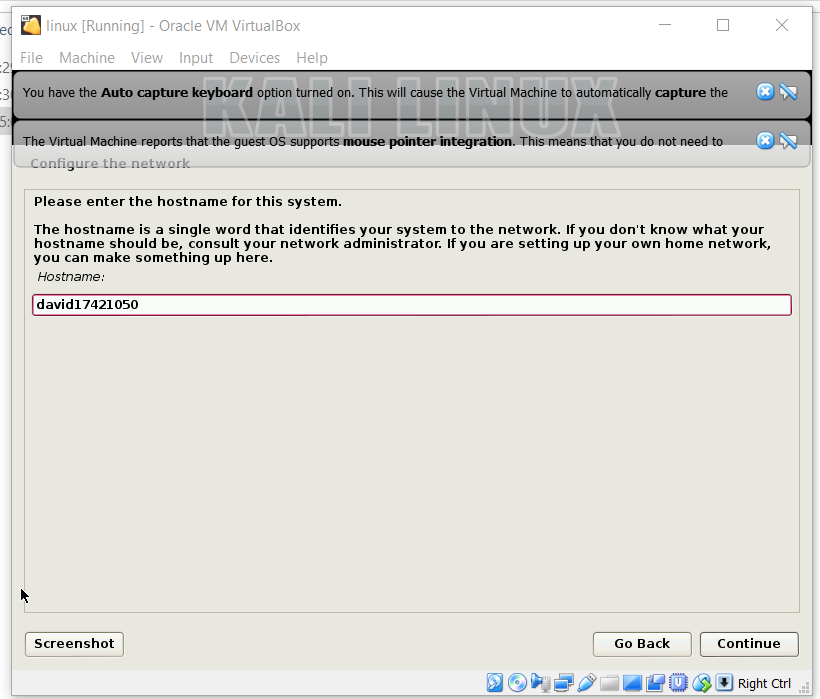 linux [Running] - Oracle VM VirtualBox
File Machine View Input Devices Help
KALI LINUX
You have the Auto capture keyboard option turned on. This will cause the Virtual Machine to automatically capture the
The Virtual Machine reports that the guest OS supports mouse pointer integration. This means that you do not need to
Configure the network
Please enter the hostname for this system.
The hostname is a single word that identifies your system to the network. If you don't know what your
hostname should be, consult your network administrator. If you are setting up your own home network,
you can make something up here.
Hostname:
david17421050
Screenshot Go Back Continue
Right Ctrl